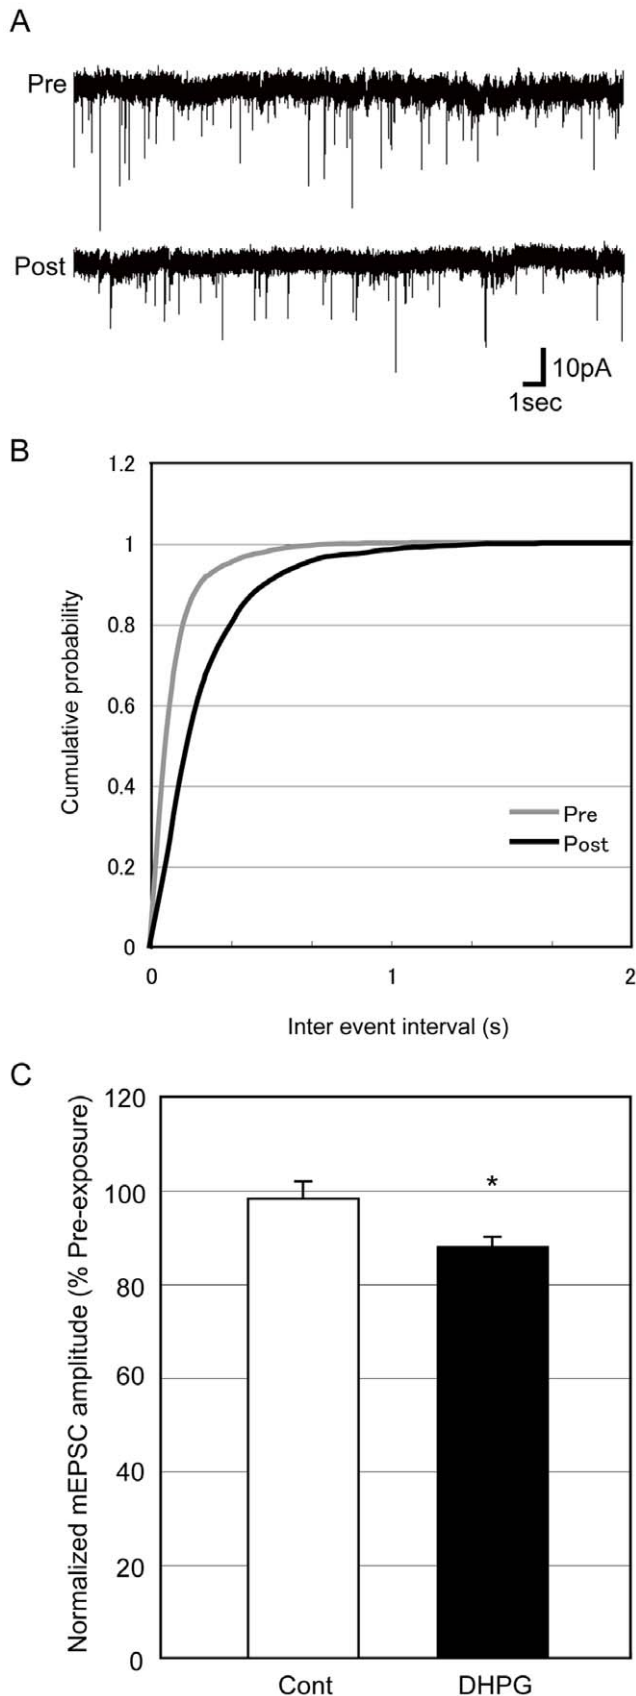 A
Pre
Post
10pA
1sec
B
1.2
1
0.8
0.6
0.4
0.2
0
Cumulative probability
Pre
Post
0 1 2
Inter event interval (s)
C
120
100
80
60
40
20
0
Normalized mEPSC amplitude (% Pre-exposure)
*
Cont DHPG